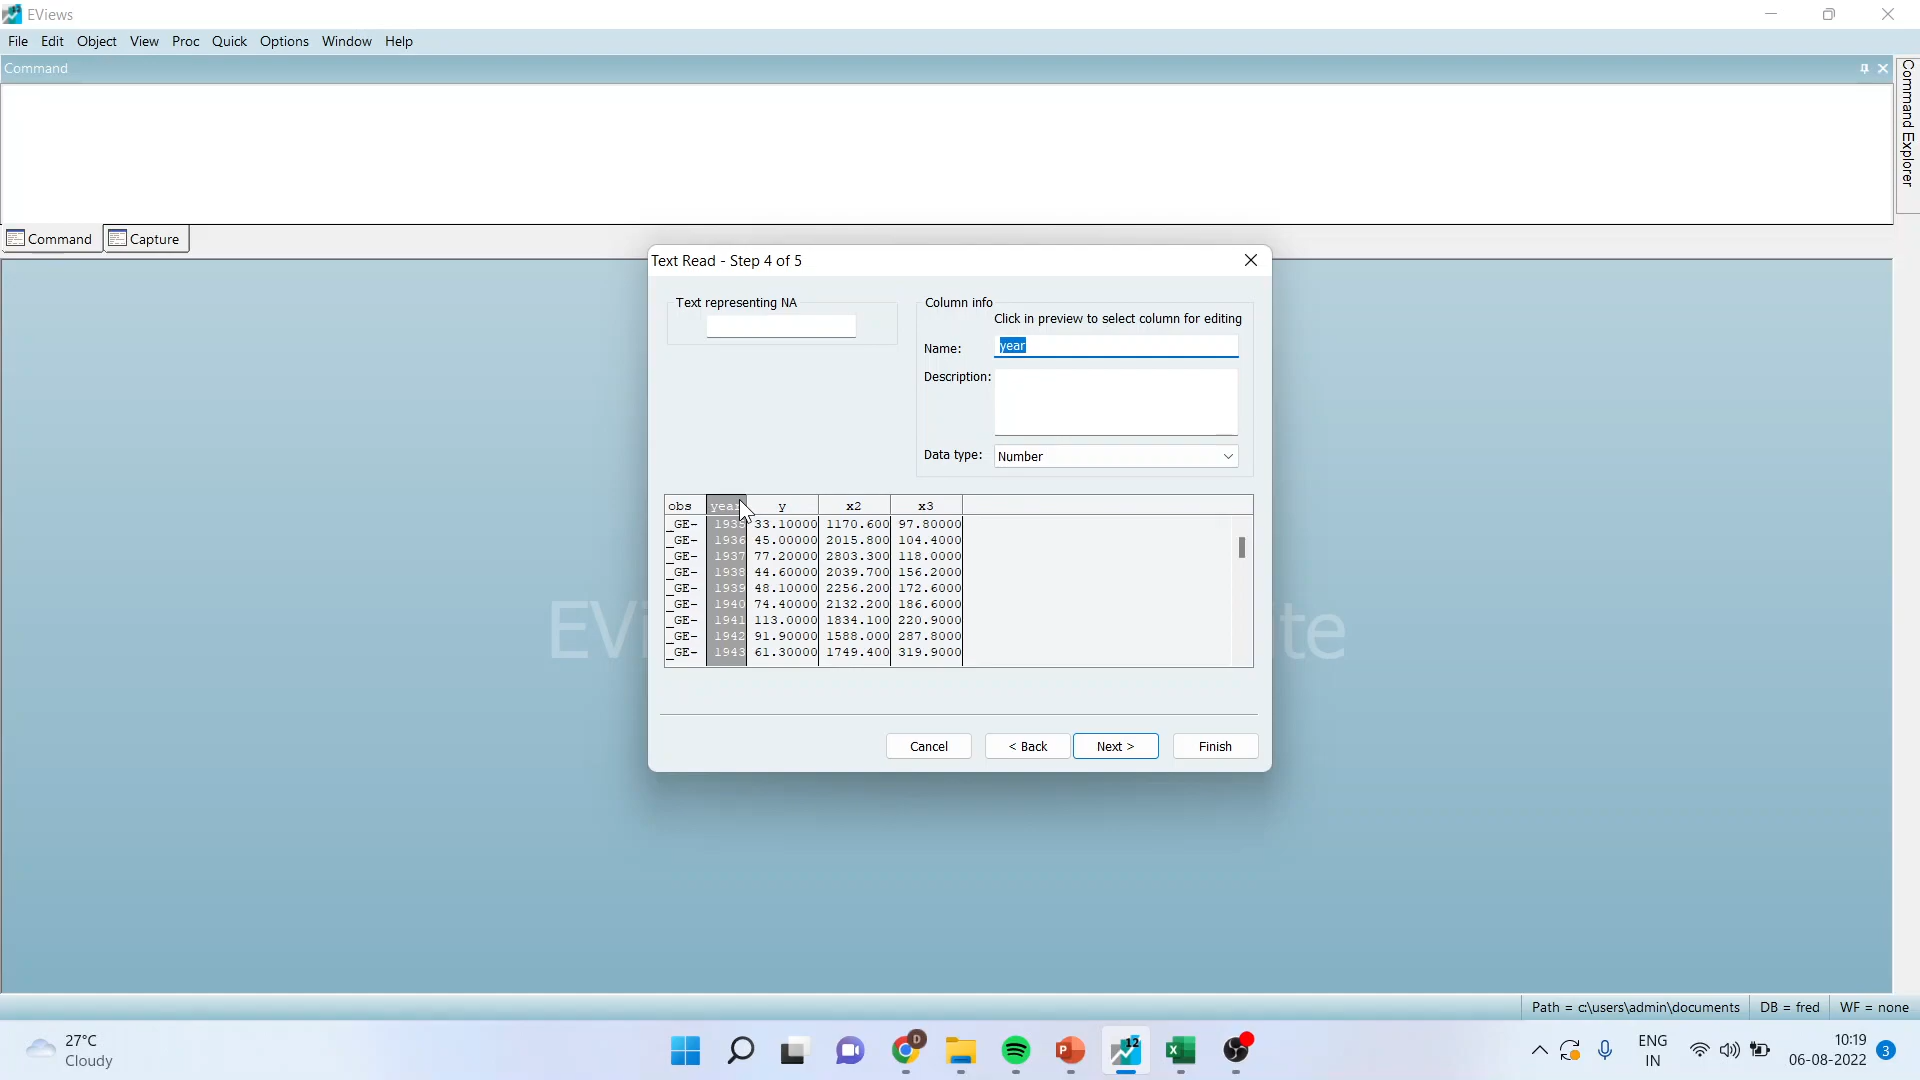 EViews
File Edit Object View Proc Quick Options Window Help
Command
Command Explorer
Command Capture
Text Read - Step 4 of 5
Text representing NA
Column info
Click in preview to select column for editing
Name: year
Description:
Data type: Number
obs year y x2 x3
_GE- 1935 33.10000 1170.600 97.80000
_GE- 1936 45.00000 2015.800 104.4000
_GE- 1937 77.20000 2803.300 118.0000
_GE- 1938 44.60000 2039.700 156.2000
_GE- 1939 48.10000 2256.200 172.6000
_GE- 1940 74.40000 2132.200 186.6000
_GE- 1941 113.0000 1834.100 220.9000
_GE- 1942 91.90000 1588.000 287.8000
_GE- 1943 61.30000 1749.400 319.9000
Cancel < Back Next > Finish
Path = c:\users\admin\documents DB = fred WF = none
27°C
Cloudy
D
P
12
X
ENG
IN
10:19
06-08-2022
3